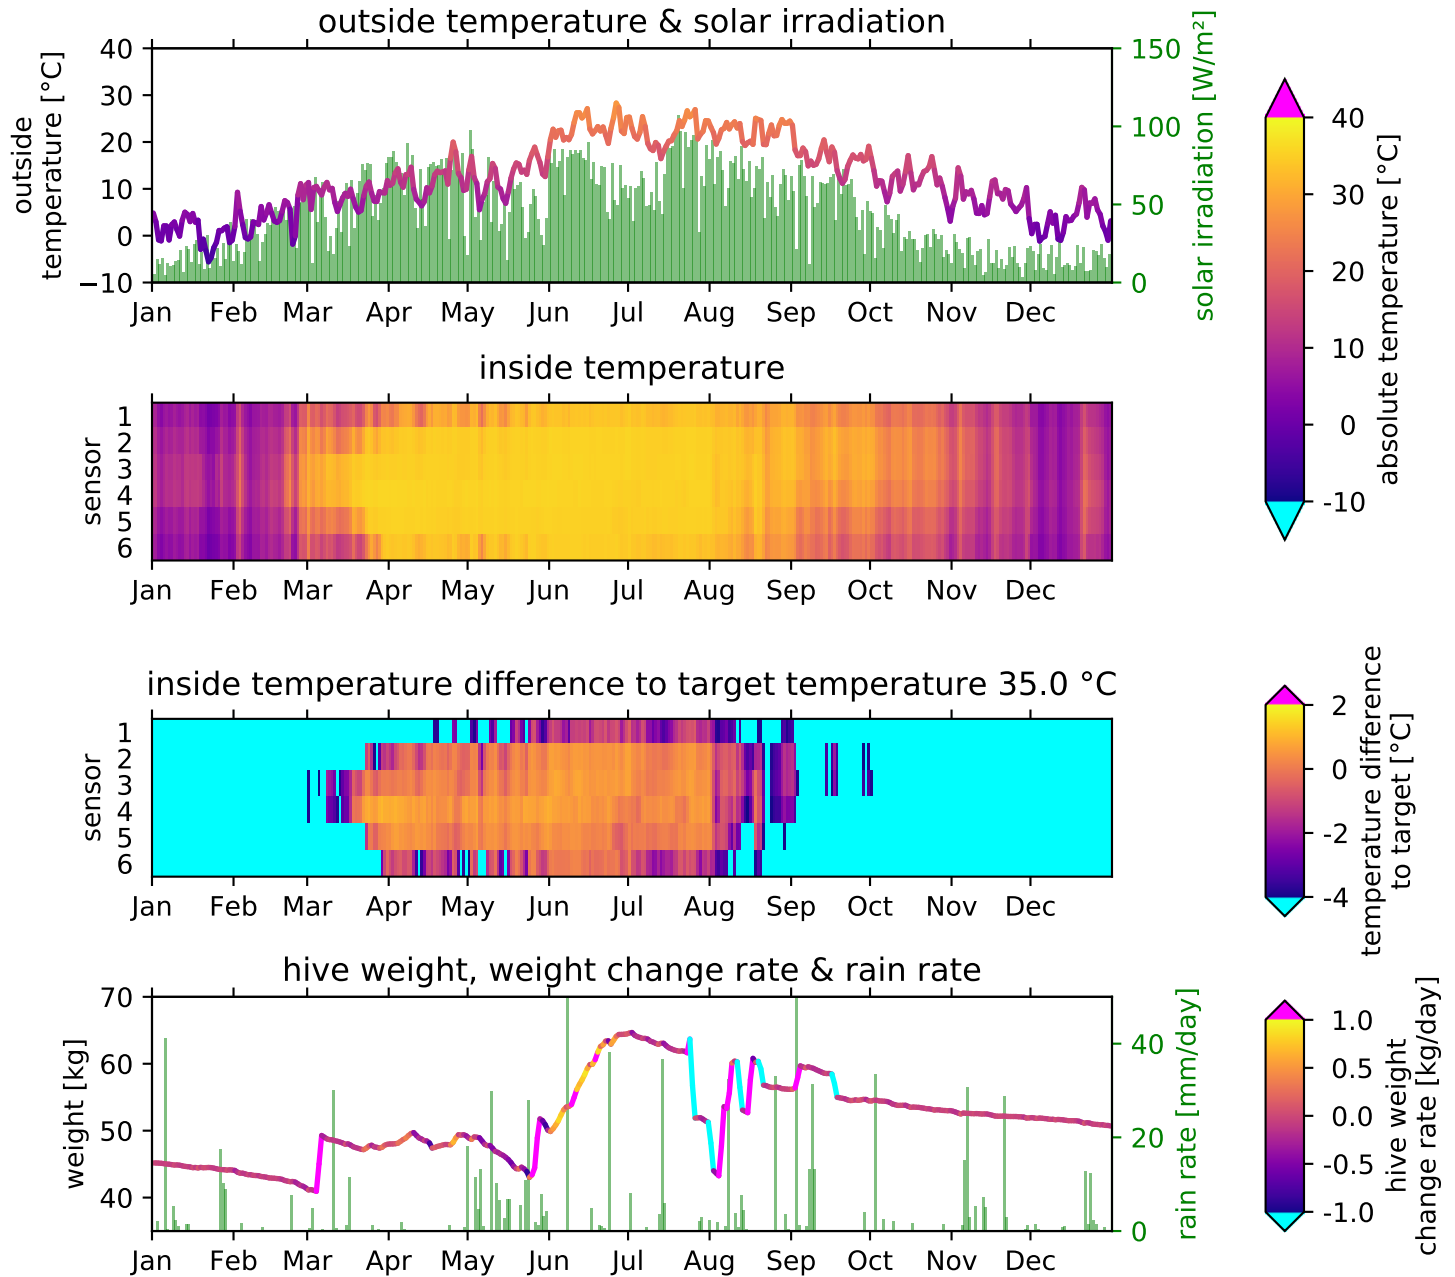 outside temperature & solar irradiation
outside
temperature [°C]
40
30
20
10
0
−10
150
100
50
0
solar irradiation [W/m²]
Jan Feb Mar Apr May Jun Jul Aug Sep Oct Nov Dec
40
30
20
10
0
-10
absolute temperature [°C]
inside temperature
sensor
1
2
3
4
5
6
Jan Feb Mar Apr May Jun Jul Aug Sep Oct Nov Dec
inside temperature difference to target temperature 35.0 °C
sensor
1
2
3
4
5
6
Jan Feb Mar Apr May Jun Jul Aug Sep Oct Nov Dec
2
0
-2
-4
temperature difference
to target [°C]
hive weight, weight change rate & rain rate
weight [kg]
70
60
50
40
40
20
0
rain rate [mm/day]
Jan Feb Mar Apr May Jun Jul Aug Sep Oct Nov Dec
1.0
0.5
0.0
-0.5
-1.0
hive weight
change rate [kg/day]